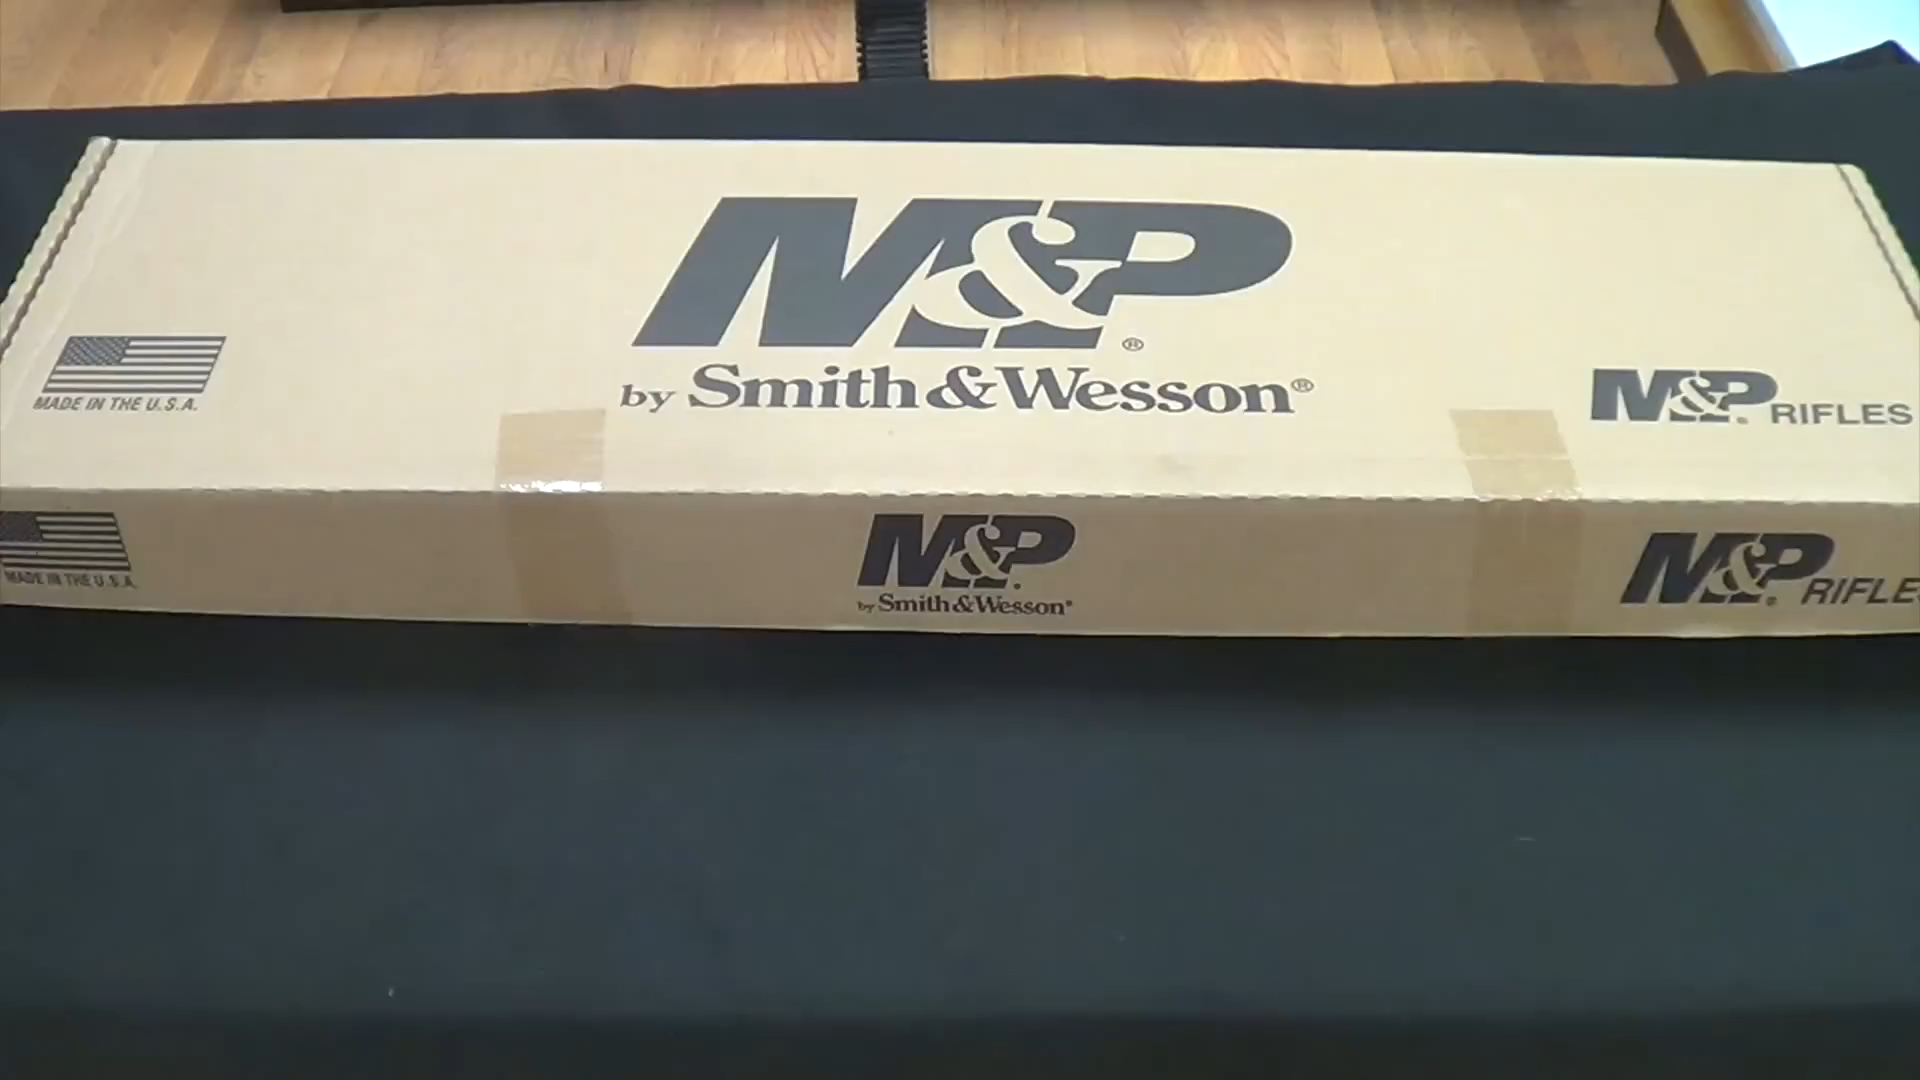 M&P®
by Smith&Wesson®
MADE IN THE U.S.A.
M&P® RIFLES
MADE IN THE U.S.A.
M&P®
by Smith&Wesson®
M&P® RIFLE